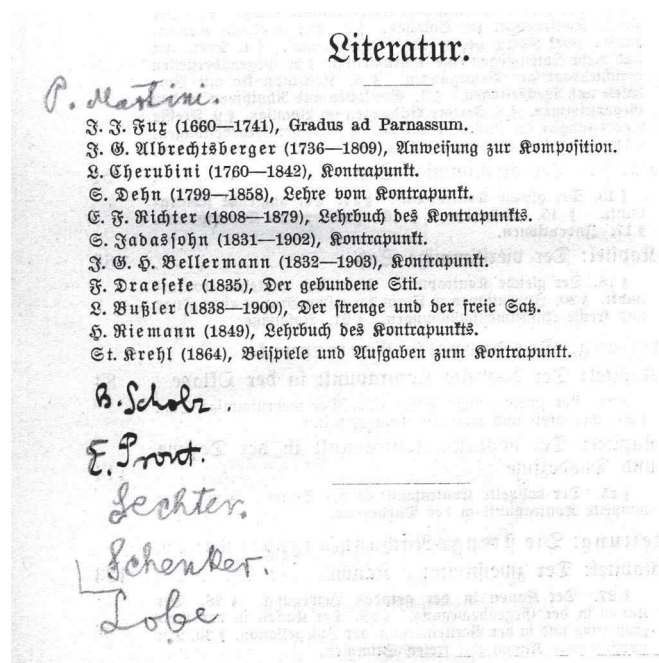 Literatur.
P. Martini.
J. J. Fux (1660—1741), Gradus ad Parnassum.
J. G. Albrechtsberger (1736—1809), Anweisung zur Komposition.
L. Cherubini (1760—1842), Kontrapunkt.
S. Dehn (1799—1858), Lehre vom Kontrapunkt.
E. F. Richter (1808—1879), Lehrbuch des Kontrapunkts.
S. Jadassohn (1831—1902), Kontrapunkt.
J. G. H. Bellermann (1832—1903), Kontrapunkt.
F. Draeseke (1835), Der gebundene Stil.
L. Bußler (1838—1900), Der strenge und der freie Satz.
H. Riemann (1849), Lehrbuch des Kontrapunkts.
St. Krehl (1864), Beispiele und Aufgaben zum Kontrapunkt.
B. Scholz.
E. Prout.
Sechter.
Schenker.
Lobe